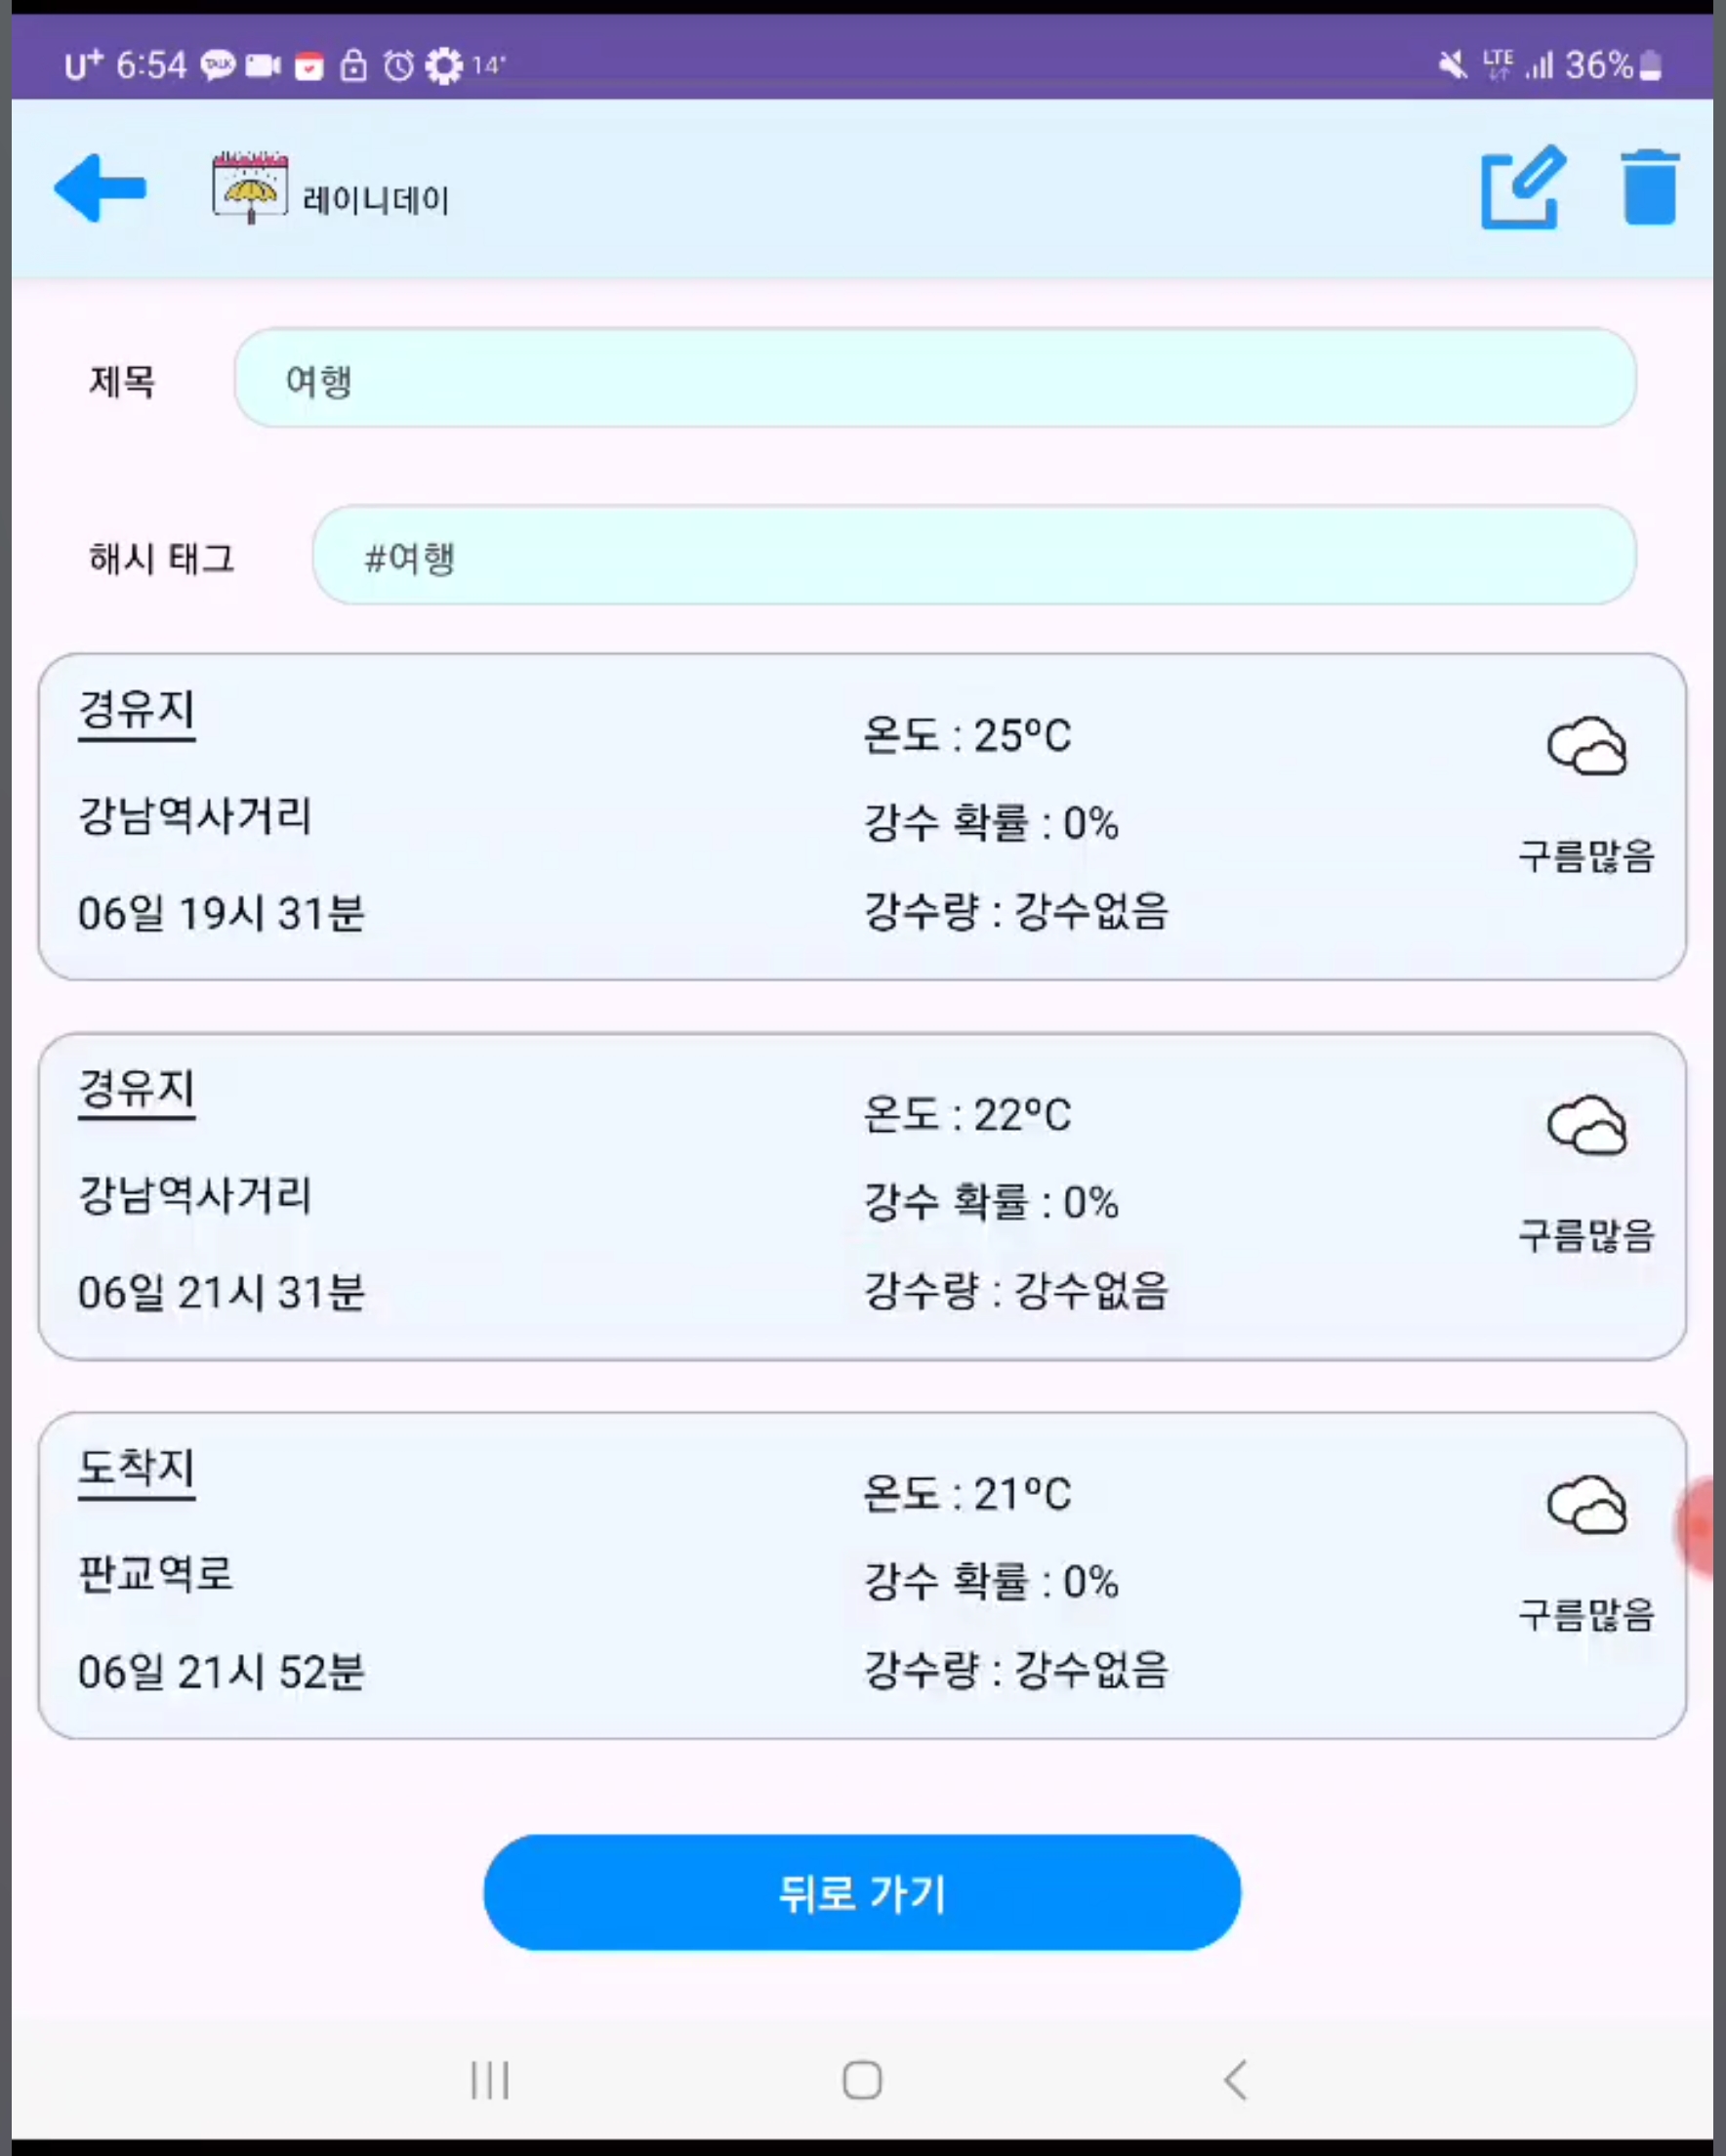 U+ 6:54 TALK 14° LTE 36%
레이니데이
제목 여행
해시 태그 #여행
경유지
강남역사거리
06일 19시 31분
온도 : 25ºC
강수 확률 : 0%
강수량 : 강수없음
구름많음
경유지
강남역사거리
06일 21시 31분
온도 : 22ºC
강수 확률 : 0%
강수량 : 강수없음
구름많음
도착지
판교역로
06일 21시 52분
온도 : 21ºC
강수 확률 : 0%
강수량 : 강수없음
구름많음
뒤로 가기